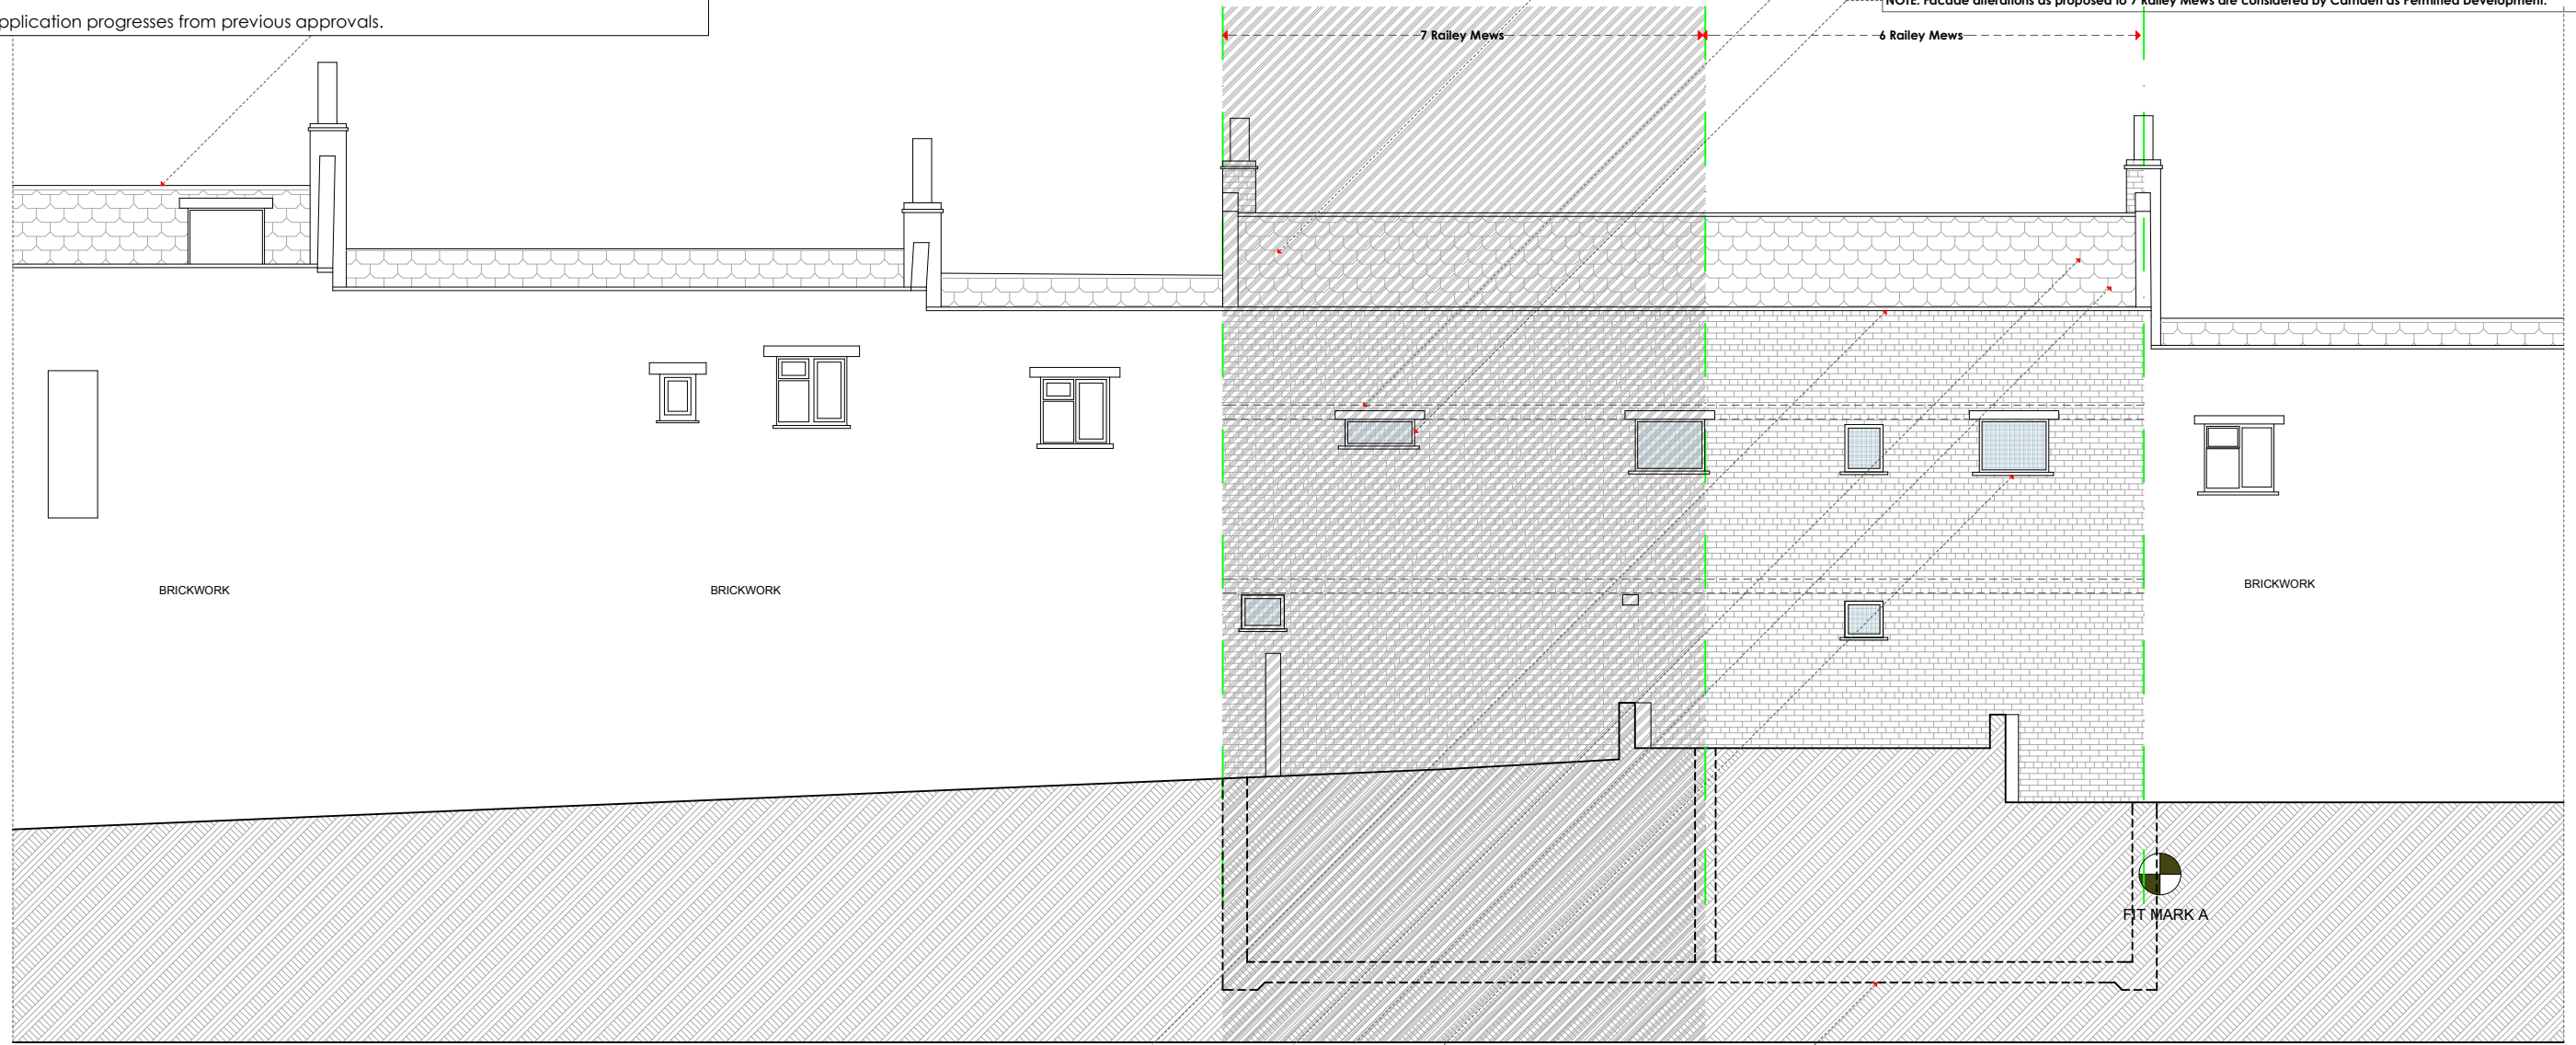 NOTE: Facade alterations as proposed to 7 Railey Mews are considered by Camden as Permitted Development.
pplication progresses from previous approvals.
7 Railey Mews
6 Railey Mews
BRICKWORK
BRICKWORK
BRICKWORK
FIT MARK A